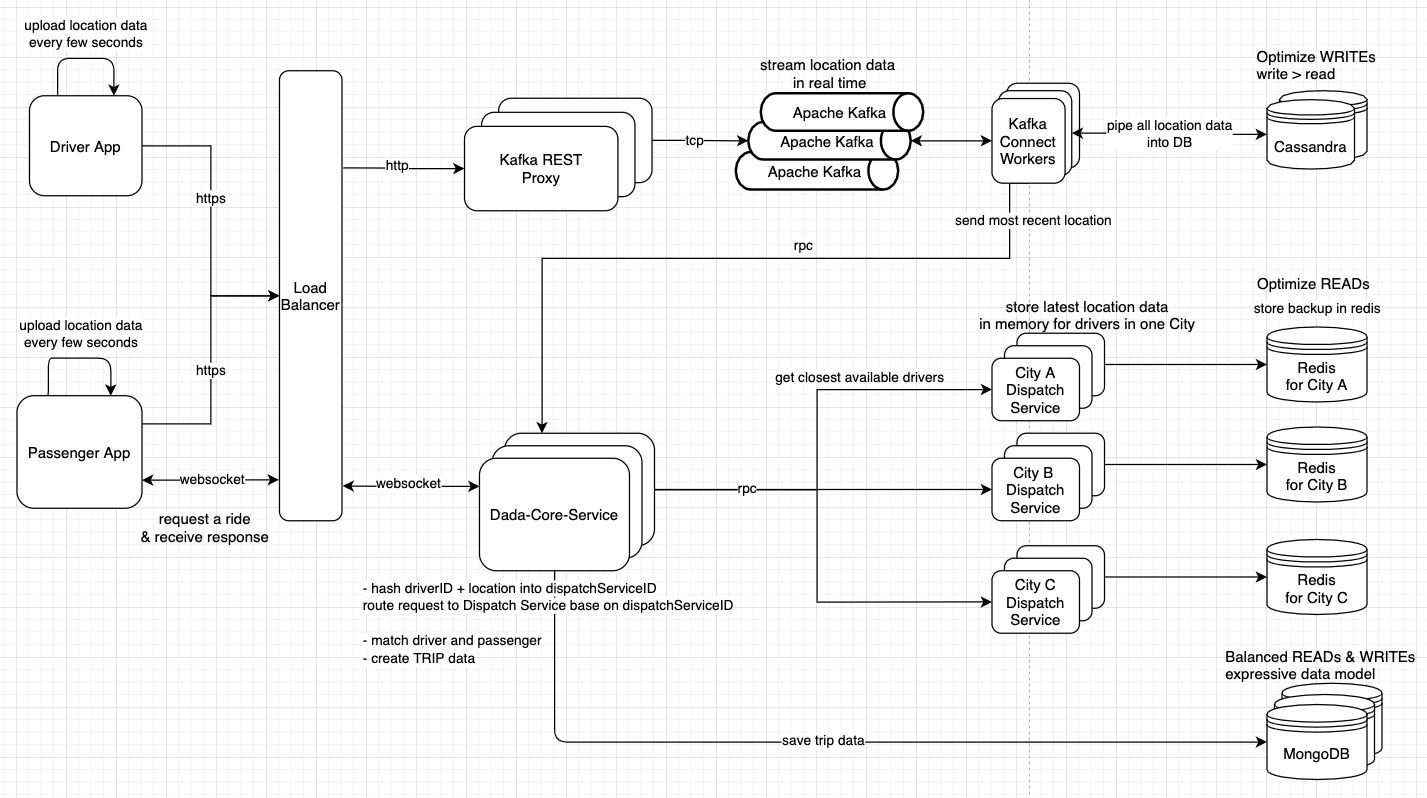 upload location data
every few seconds
Driver App
https
upload location data
every few seconds
https
Passenger App
websocket
request a ride
& receive response
Load
Balancer
http
Kafka REST
Proxy
tcp
stream location data
in real time
Apache Kafka
Apache Kafka
Apache Kafka
Kafka
Connect
Workers
pipe all location data
into DB
Optimize WRITEs
write > read
Cassandra
send most recent location
rpc
websocket
Dada-Core-Service
- hash driverID + location into dispatchServiceID
route request to Dispatch Service base on dispatchServiceID
- match driver and passenger
- create TRIP data
rpc
get closest available drivers
store latest location data
in memory for drivers in one City
City A
Dispatch
Service
City B
Dispatch
Service
City C
Dispatch
Service
Optimize READs
store backup in redis
Redis
for City A
Redis
for City B
Redis
for City C
save trip data
Balanced READs & WRITEs
expressive data model
MongoDB